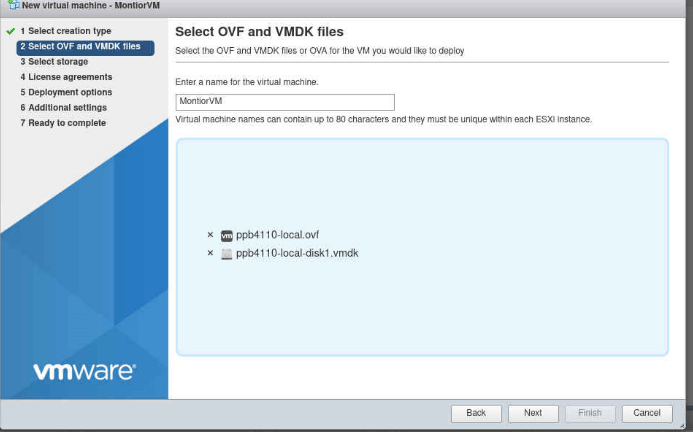 New virtual machine - MontiorVM
1 Select creation type
2 Select OVF and VMDK files
3 Select storage
4 License agreements
5 Deployment options
6 Additional settings
7 Ready to complete
Select OVF and VMDK files
Select the OVF and VMDK files or OVA for the VM you would like to deploy
Enter a name for the virtual machine.
MontiorVM
Virtual machine names can contain up to 80 characters and they must be unique within each ESXi instance.
× vm ppb4110-local.ovf
× ppb4110-local-disk1.vmdk
vmware®
Back Next Finish Cancel